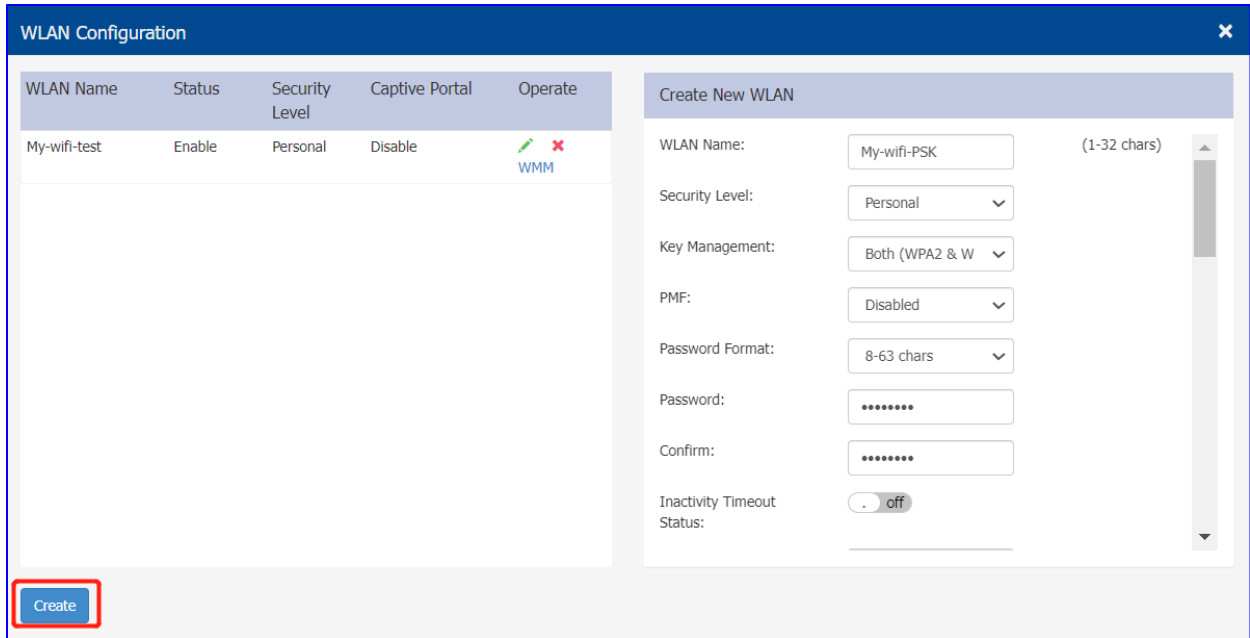 WLAN Configuration
WLAN Name Status Security Level Captive Portal Operate
My-wifi-test Enable Personal Disable
WMM
Create New WLAN
WLAN Name: My-wifi-PSK (1-32 chars)
Security Level: Personal
Key Management: Both (WPA2 & W
PMF: Disabled
Password Format: 8-63 chars
Password: ••••••••
Confirm: ••••••••
Inactivity Timeout Status: off
Create